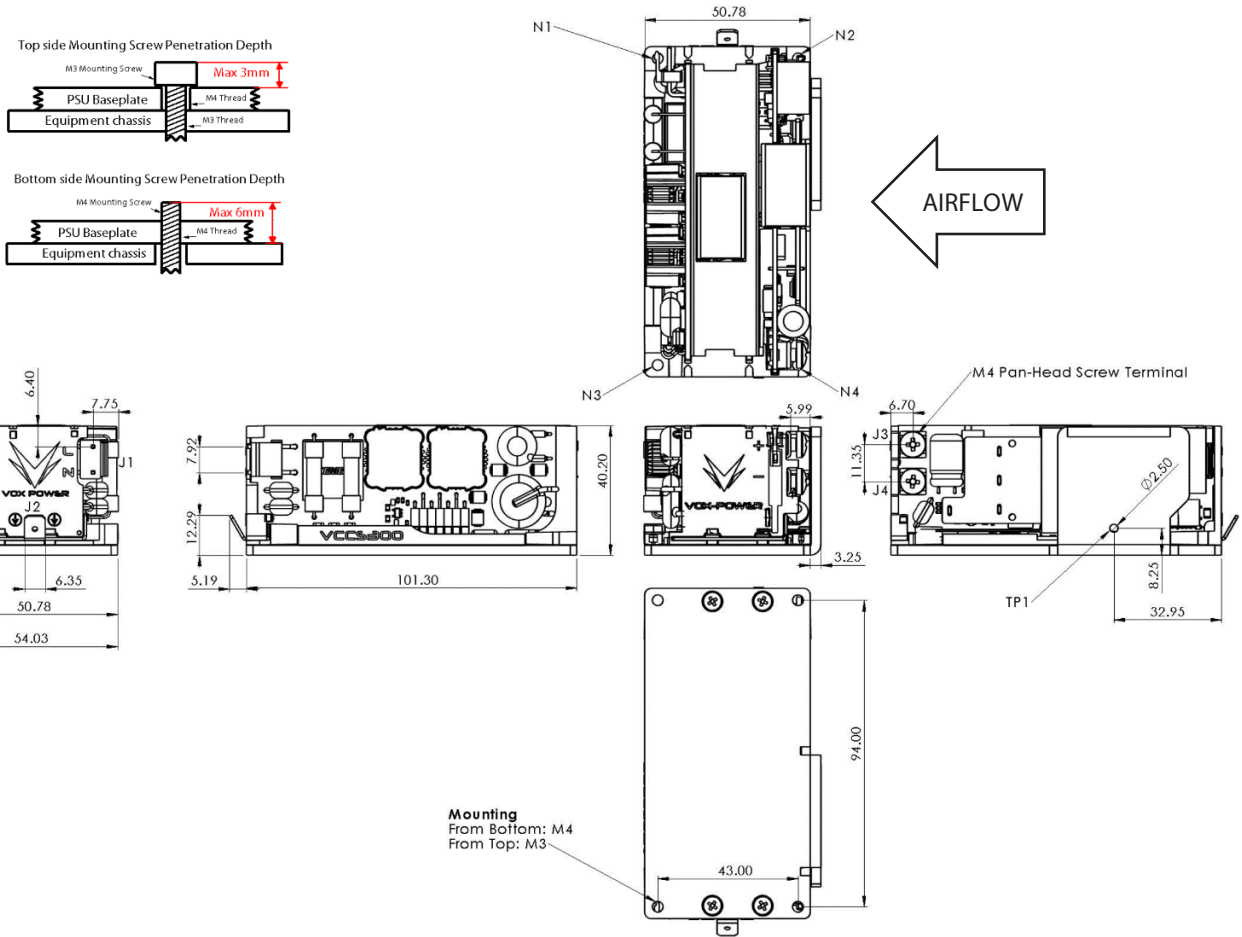 Top side Mounting Screw Penetration Depth
M3 Mounting Screw
Max 3mm
PSU Baseplate
M4 Thread
Equipment chassis
M3 Thread
Bottom side Mounting Screw Penetration Depth
M4 Mounting Screw
Max 6mm
PSU Baseplate
M4 Thread
Equipment chassis
50.78
N1
N2
N3
N4
AIRFLOW
6.40
7.75
L
N
J1
VOX POWER
J2
6.35
50.78
54.03
7.92
12.29
5.19
VCCS300
101.30
40.20
5.99
+
-
VOX-POWER
3.25
M4 Pan-Head Screw Terminal
6.70
J3
11.35
J4
Φ2.50
TP1
8.25
32.95
94.00
43.00
Mounting
From Bottom: M4
From Top: M3